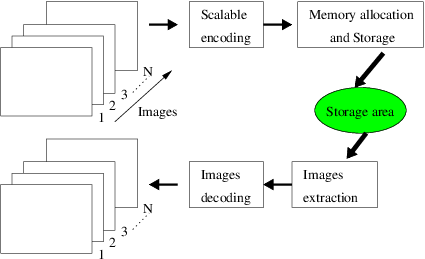 Scalable
encoding
Memory allocation
and Storage
N
3
2
1
Images
Storage area
Images
decoding
Images
extraction
N
3
2
1